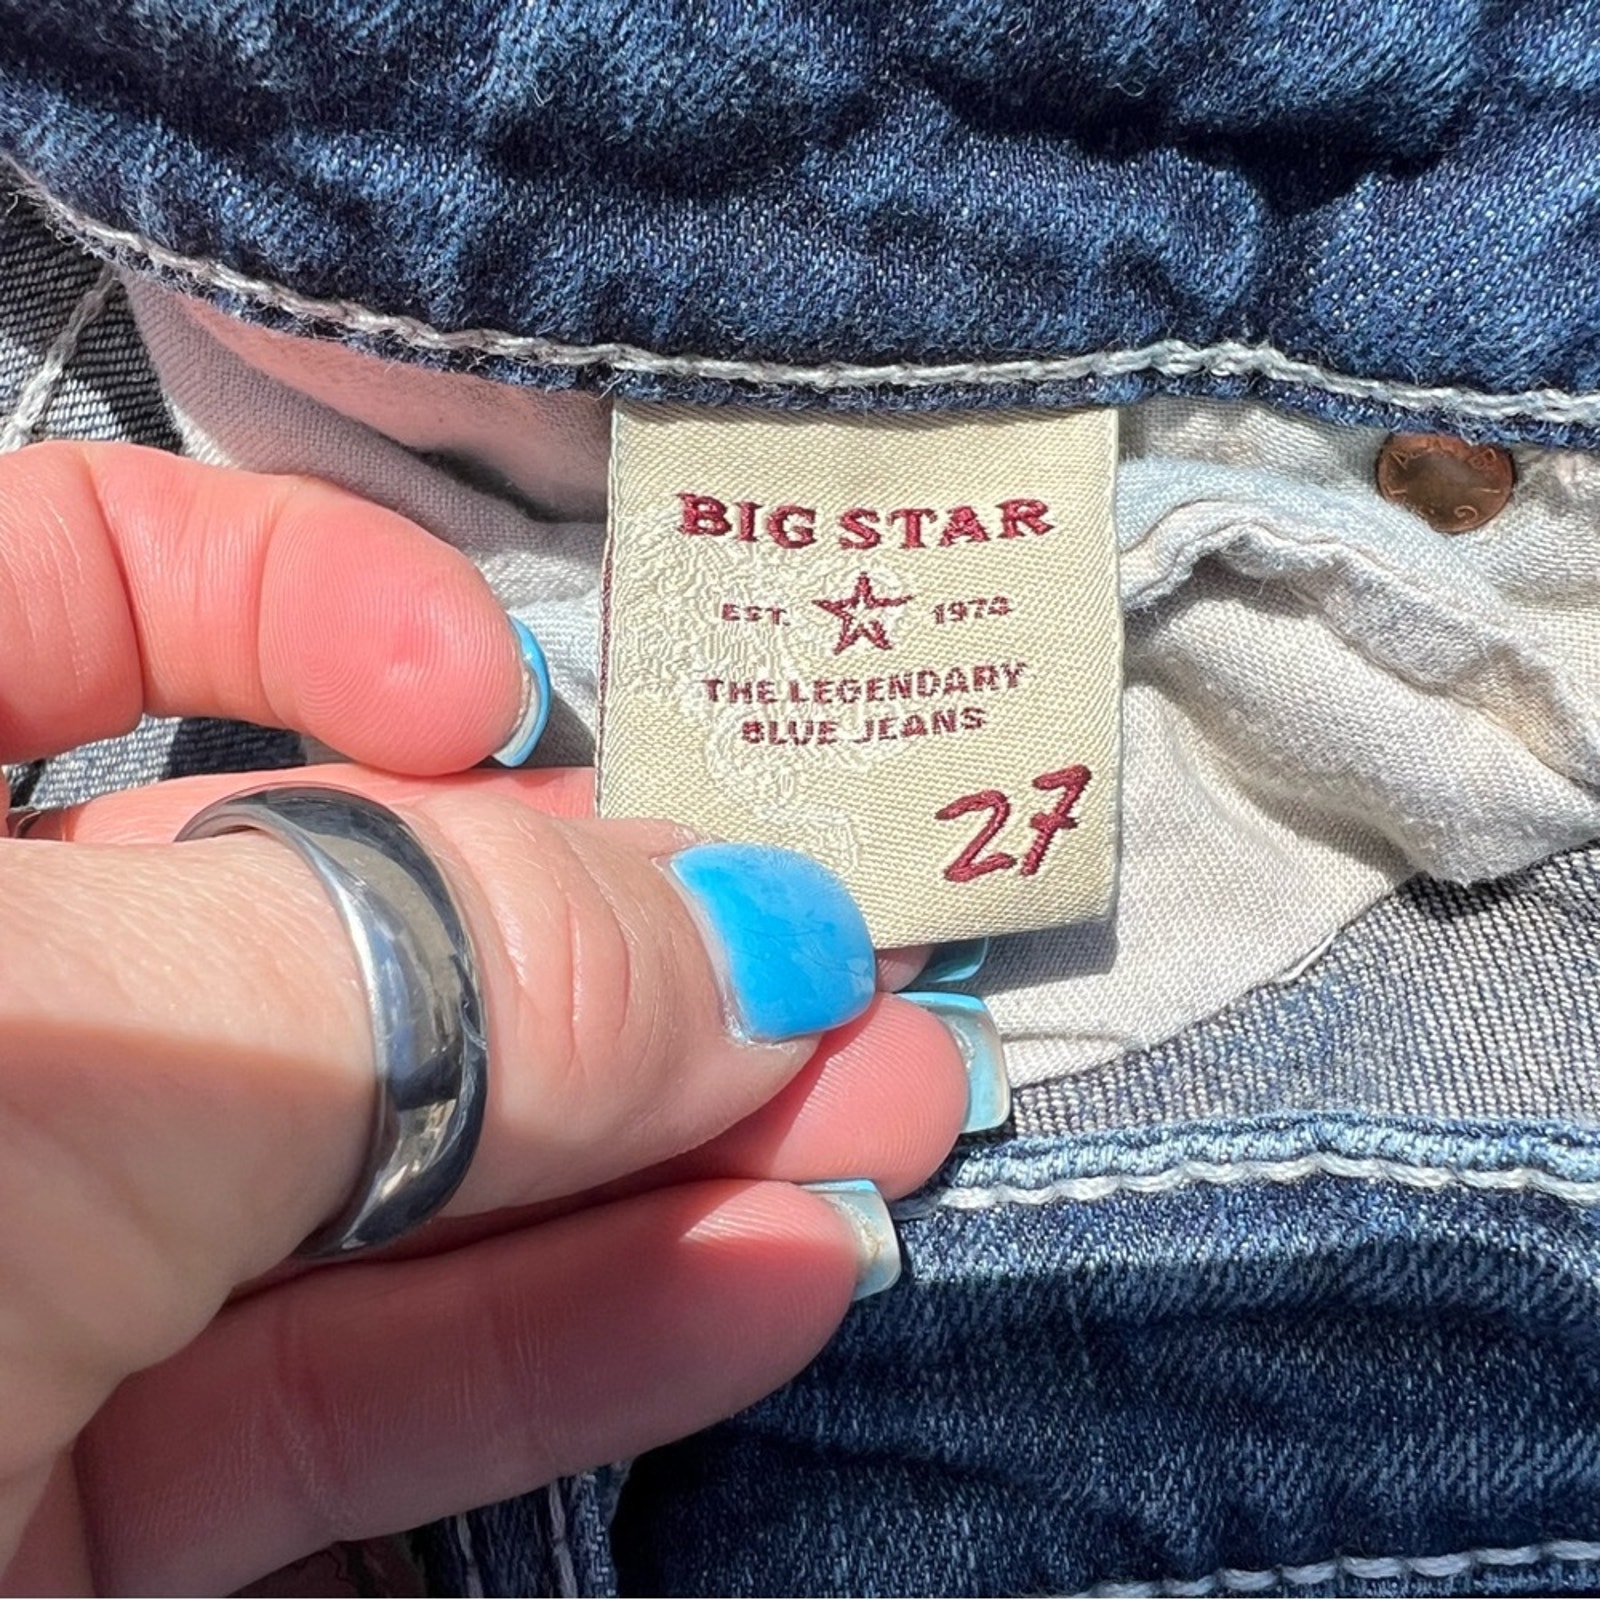 BIG STAR
EST. 1974
THE LEGENDARY
BLUE JEANS
27